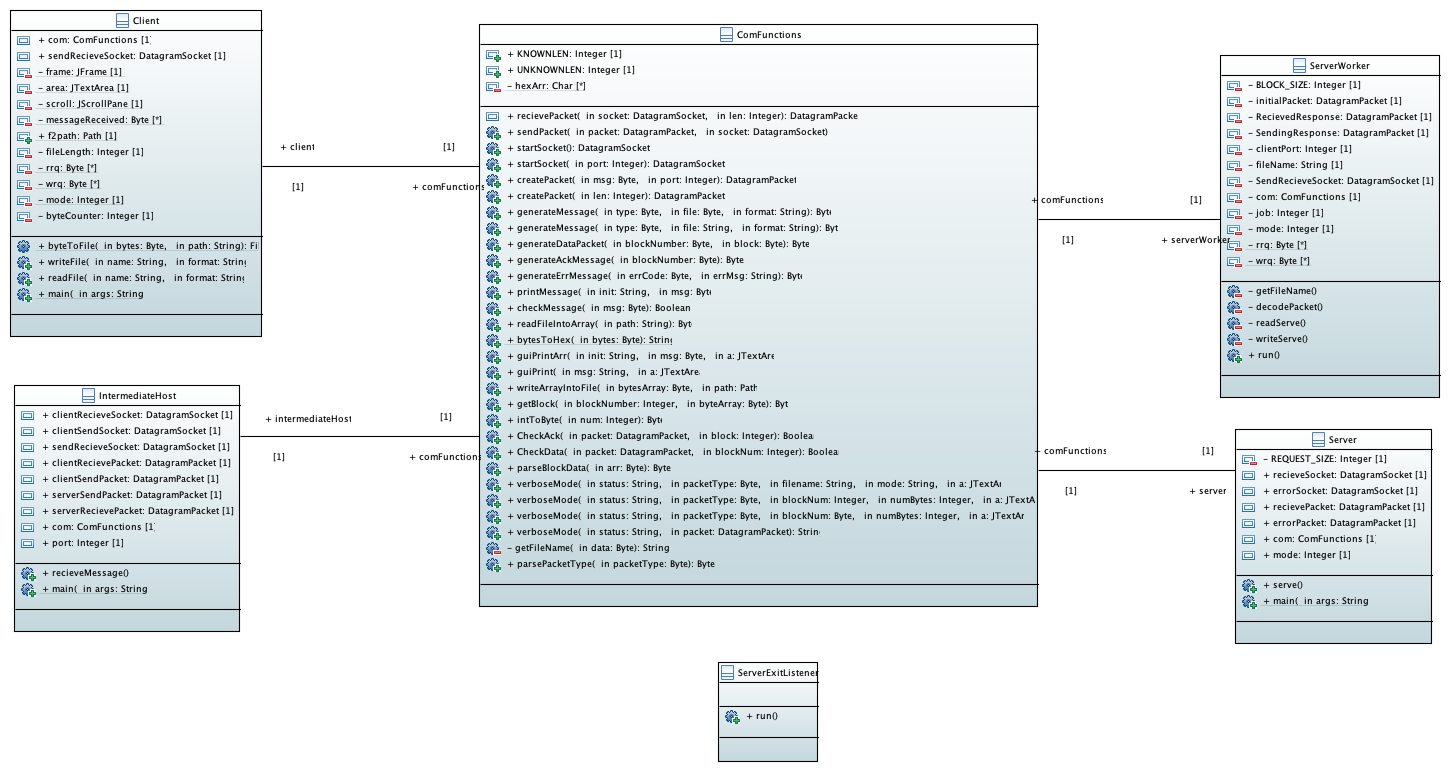 Client
+ com: ComFunctions [1]
+ sendRecieveSocket: DatagramSocket [1]
- frame: JFrame [1]
- area: JTextArea [1]
- scroll: JScrollPane [1]
- messageReceived: Byte [*]
+ f2path: Path [1]
- fileLength: Integer [1]
- rrq: Byte [*]
- wrq: Byte [*]
- mode: Integer [1]
- byteCounter: Integer [1]
+ byteToFile( in bytes: Byte, in path: String): Fil
+ writeFile( in name: String, in format: String
+ readFile( in name: String, in format: String
+ main( in args: String
+ client
[1]
[1]
+ comFunctions
IntermediateHost
+ clientRecieveSocket: DatagramSocket [1]
+ clientSendSocket: DatagramSocket [1]
+ sendRecieveSocket: DatagramSocket [1]
+ clientRecievePacket: DatagramPacket [1]
+ clientSendPacket: DatagramPacket [1]
+ serverSendPacket: DatagramPacket [1]
+ serverRecievePacket: DatagramPacket [1]
+ com: ComFunctions [1]
+ port: Integer [1]
+ recieveMessage()
+ main( in args: String
+ intermediateHost
[1]
[1]
+ comFunctions
ComFunctions
+ KNOWNLEN: Integer [1]
+ UNKNOWNLEN: Integer [1]
- hexArr: Char [*]
+ recievePacket( in socket: DatagramSocket, in len: Integer): DatagramPacke
+ sendPacket( in packet: DatagramPacket, in socket: DatagramSocket)
+ startSocket(): DatagramSocket
+ startSocket( in port: Integer): DatagramSocket
+ createPacket( in msg: Byte, in port: Integer): DatagramPacket
+ createPacket( in len: Integer): DatagramPacket
+ generateMessage( in type: Byte, in file: Byte, in format: String): Byte
+ generateMessage( in type: Byte, in file: String, in format: String): Byt
+ generateDataPacket( in blockNumber: Byte, in block: Byte): Byte
+ generateAckMessage( in blockNumber: Byte): Byte
+ generateErrMessage( in errCode: Byte, in errMsg: String): Byte
+ printMessage( in init: String, in msg: Byte
+ checkMessage( in msg: Byte): Boolean
+ readFileIntoArray( in path: String): Byte
+ bytesToHex( in bytes: Byte): String
+ guiPrintArr( in init: String, in msg: Byte, in a: JTextAre
+ guiPrint( in msg: String, in a: JTextArea
+ writeArrayIntoFile( in bytesArray: Byte, in path: Path
+ getBlock( in blockNumber: Integer, in byteArray: Byte): Byt
+ intToByte( in num: Integer): Byte
+ CheckAck( in packet: DatagramPacket, in block: Integer): Boolea
+ CheckData( in packet: DatagramPacket, in blockNum: Integer): Boolea
+ parseBlockData( in arr: Byte): Byte
+ verboseMode( in status: String, in packetType: Byte, in filename: String, in mode: String, in a: JTextAr
+ verboseMode( in status: String, in packetType: Byte, in blockNum: Integer, in numBytes: Integer, in a: JTextA
+ verboseMode( in status: String, in packetType: Byte, in blockNum: Byte, in numBytes: Integer, in a: JTextAr
+ verboseMode( in status: String, in packet: DatagramPacket): String
- getFileName( in data: Byte): String
+ parsePacketType( in packetType: Byte): Byte
+ comFunctions
[1]
[1]
+ serverWorker
ServerWorker
- BLOCK_SIZE: Integer [1]
- initialPacket: DatagramPacket [1]
- RecievedResponse: DatagramPacket [1]
- SendingResponse: DatagramPacket [1]
- clientPort: Integer [1]
- fileName: String [1]
- SendRecieveSocket: DatagramSocket [1]
- com: ComFunctions [1]
- job: Integer [1]
- mode: Integer [1]
- rrq: Byte [*]
- wrq: Byte [*]
- getFileName()
- decodePacket()
- readServe()
- writeServe()
+ run()
comFunctions
[1]
[1]
+ server
Server
- REQUEST_SIZE: Integer [1]
+ recieveSocket: DatagramSocket [1]
+ errorSocket: DatagramSocket [1]
+ recievePacket: DatagramPacket [1]
+ errorPacket: DatagramPacket [1]
+ com: ComFunctions [1]
+ mode: Integer [1]
+ serve()
+ main( in args: String
ServerExitListener
+ run()